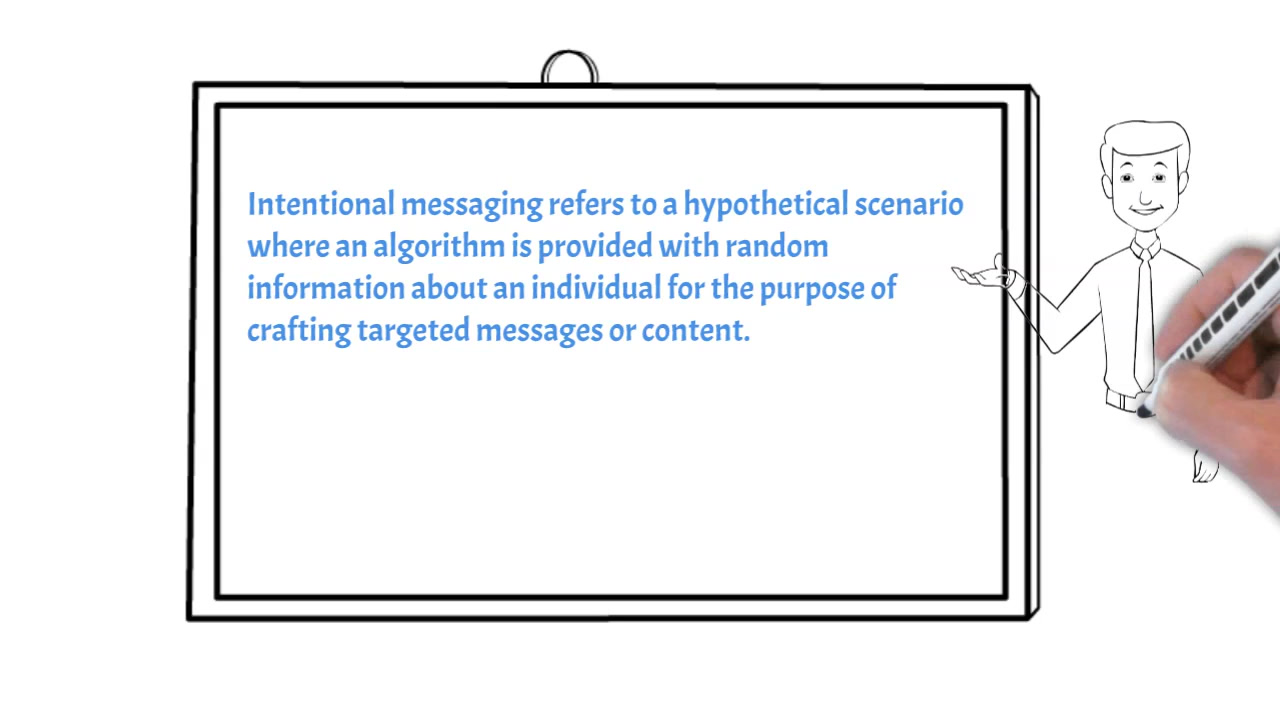 Intentional messaging refers to a hypothetical scenario
where an algorithm is provided with random
information about an individual for the purpose of
crafting targeted messages or content.